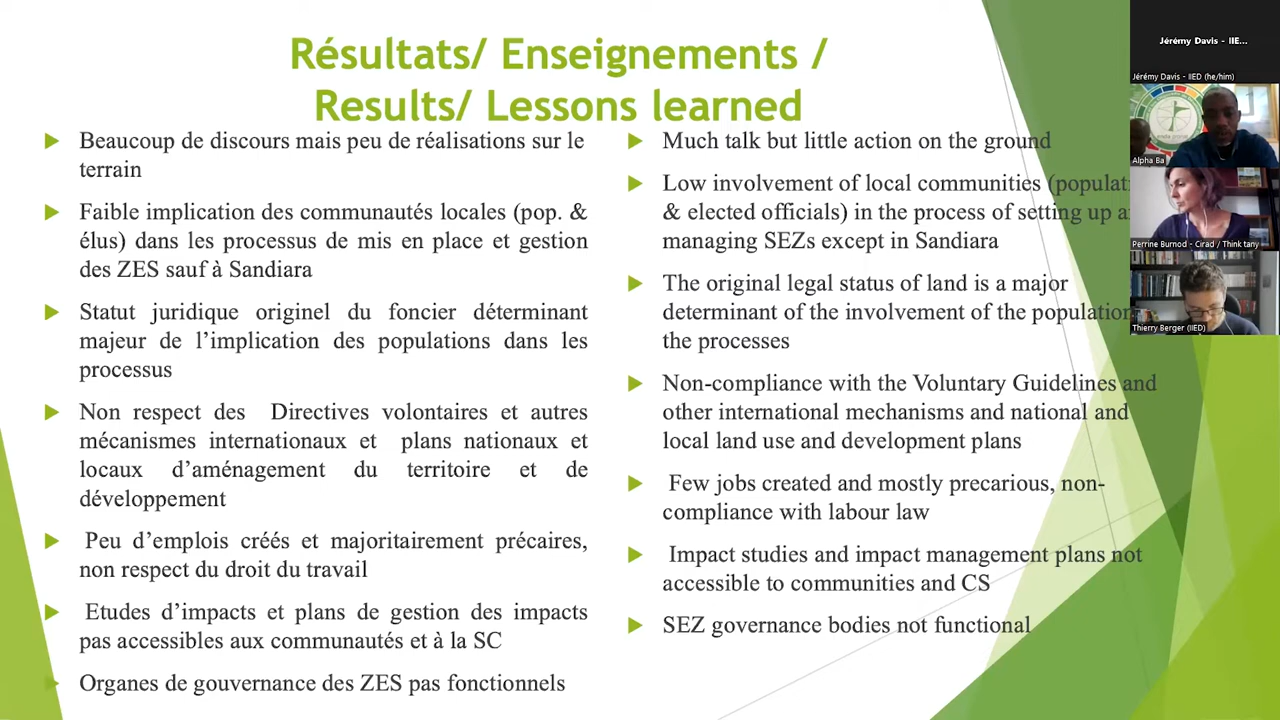 Résultats/ Enseignements /
Results/ Lessons learned
Beaucoup de discours mais peu de réalisations sur le
terrain
Faible implication des communautés locales (pop. &
élus) dans les processus de mis en place et gestion
des ZES sauf à Sandiara
Statut juridique originel du foncier déterminant
majeur de l’implication des populations dans les
processus
Non respect des Directives volontaires et autres
mécanismes internationaux et plans nationaux et
locaux d’aménagement du territoire et de
développement
Peu d’emplois créés et majoritairement précaires,
non respect du droit du travail
Etudes d’impacts et plans de gestion des impacts
pas accessibles aux communautés et à la SC
Organes de gouvernance des ZES pas fonctionnels
Much talk but little action on the ground
Low involvement of local communities
& elected officials) in the process of setting up
managing SEZs except in Sandiara
The original legal status of land is a major
determinant of the involvement of the population
the processes
Non-compliance with the Voluntary Guidelines and
other international mechanisms and national and
local land use and development plans
Few jobs created and mostly precarious, non-
compliance with labour law
Impact studies and impact management plans not
accessible to communities and CS
SEZ governance bodies not functional
Jérémy Davis - IIE...
Jérémy Davis - IIED (he/him)
Alpha Ba
Perrine Burnod - Cirad / Think tany
Thierry Berger (IIED)